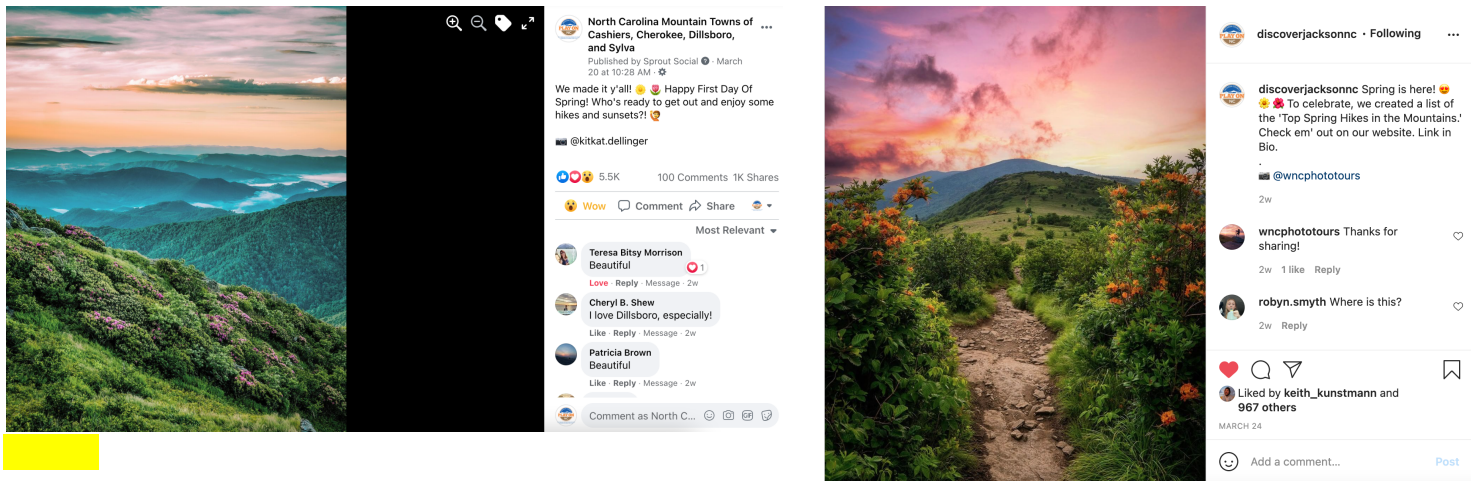 North Carolina Mountain Towns of
Cashiers, Cherokee, Dillsboro,
and Sylva
Published by Sprout Social · March
20 at 10:28 AM ·
We made it y'all! 🌼 🌷 Happy First Day Of
Spring! Who's ready to get out and enjoy some
hikes and sunsets?! 🙋
📷 @kitkat.dellinger
5.5K 100 Comments 1K Shares
Wow Comment Share
Most Relevant
Teresa Bitsy Morrison
Beautiful
1
Love · Reply · Message · 2w
Cheryl B. Shew
I love Dillsboro, especially!
Like · Reply · Message · 2w
Patricia Brown
Beautiful
Like · Reply · Message · 2w
Comment as North C...
GIF
PLAY ON
NC
discoverjacksonnc • Following
PLAY ON
NC
discoverjacksonnc Spring is here! 😍
🌼 🌺 To celebrate, we created a list of
the 'Top Spring Hikes in the Mountains.'
Check em' out on our website. Link in
Bio.
.
📷 @wncphototours
2w
wncphototours Thanks for
sharing!
2w 1 like Reply
robyn.smyth Where is this?
2w Reply
Liked by keith_kunstmann and
967 others
MARCH 24
Add a comment... Post